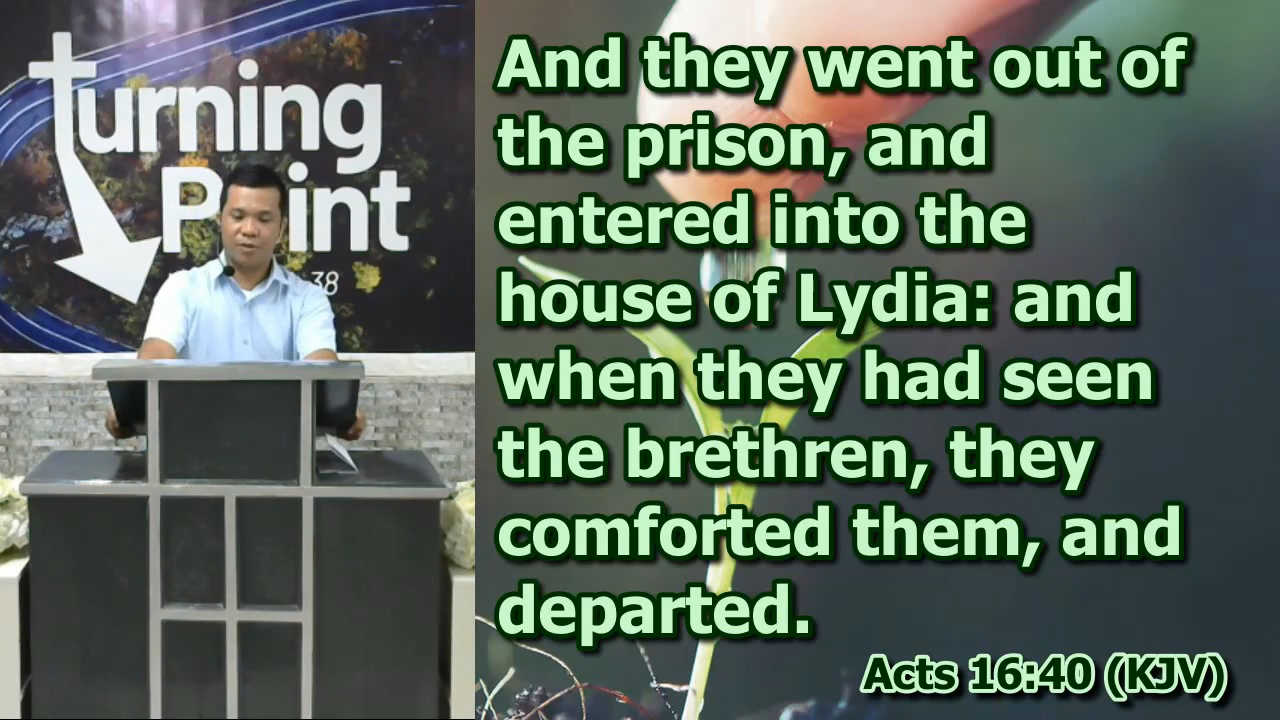 turning
Point
38
And they went out of
the prison, and
entered into the
house of Lydia: and
when they had seen
the brethren, they
comforted them, and
departed.
Acts 16:40 (KJV)